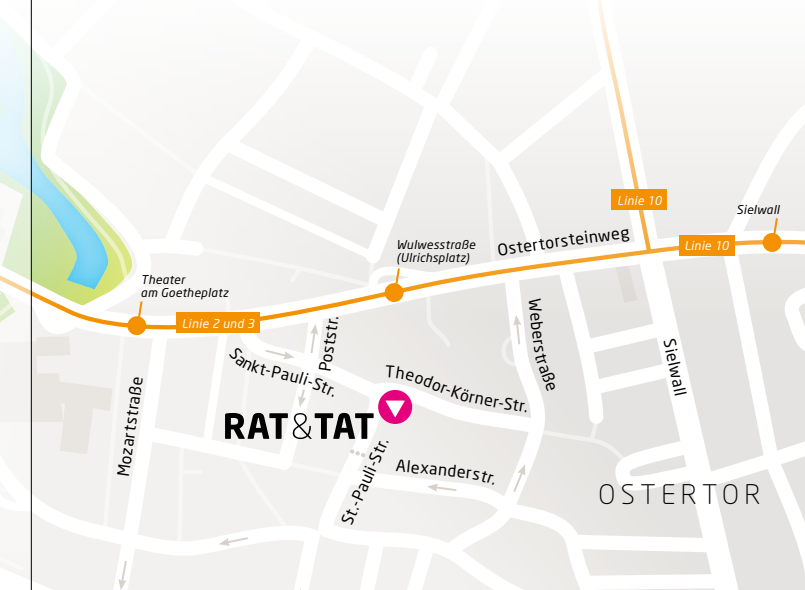 Linie 10
Sielwall
Ostertorsteinweg
Linie 10
Wulwesstraße
(Ulrichsplatz)
Theater
am Goetheplatz
Linie 2 und 3
Poststr.
Weberstraße
Sankt-Pauli-Str.
Sielwall
Theodor-Körner-Str.
Mozartstraße
RAT&TAT
St.-Pauli-Str.
Alexanderstr.
OSTERTOR